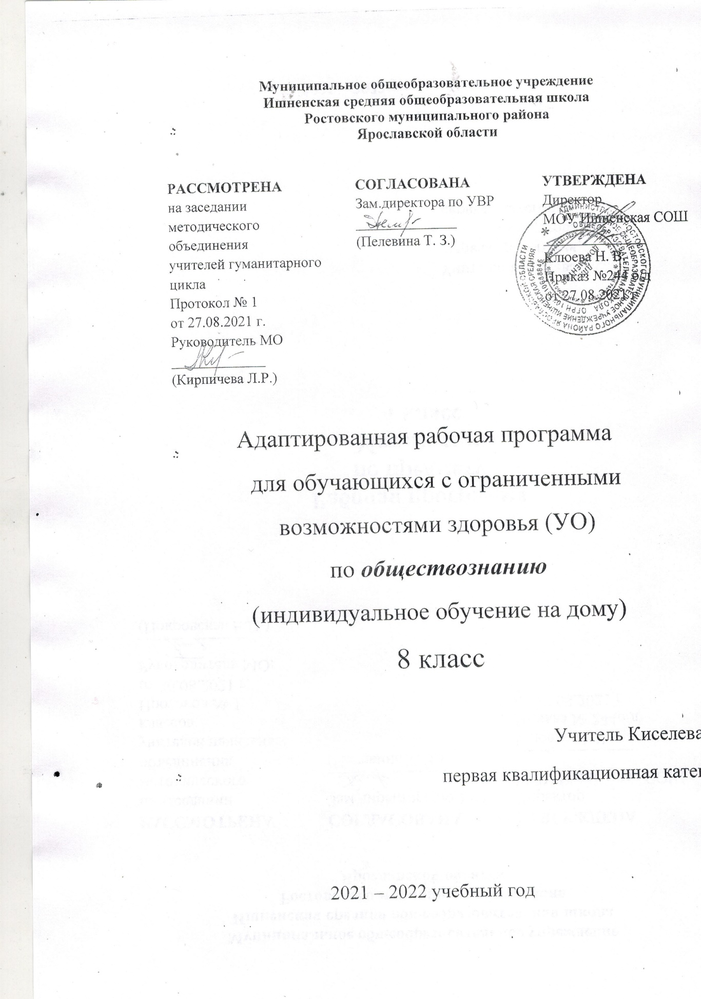 Муниципальное общеобразовательное учреждение
Ишненская средняя общеобразовательная школа
Ростовского муниципального района
Ярославской области
РАССМОТРЕНА
на заседании
методического
объединения
учителей гуманитарного
цикла
Протокол № 1
от 27.08.2021 г.
Руководитель МО
(Кирпичева Л.Р.)
СОГЛАСОВАНА
Зам.директора по УВР
(Пелевина Т. З.)
УТВЕРЖДЕНА
Директор
МОУ Ишненская СОШ
Клюева Н. В.
Приказ №244 о/д
от 27.08.2021 г.
Адаптированная рабочая программа
для обучающихся с ограниченными
возможностями здоровья (УО)
по обществознанию
(индивидуальное обучение на дому)
8 класс
Учитель Киселева
первая квалификационная
2021 – 2022 учебный год